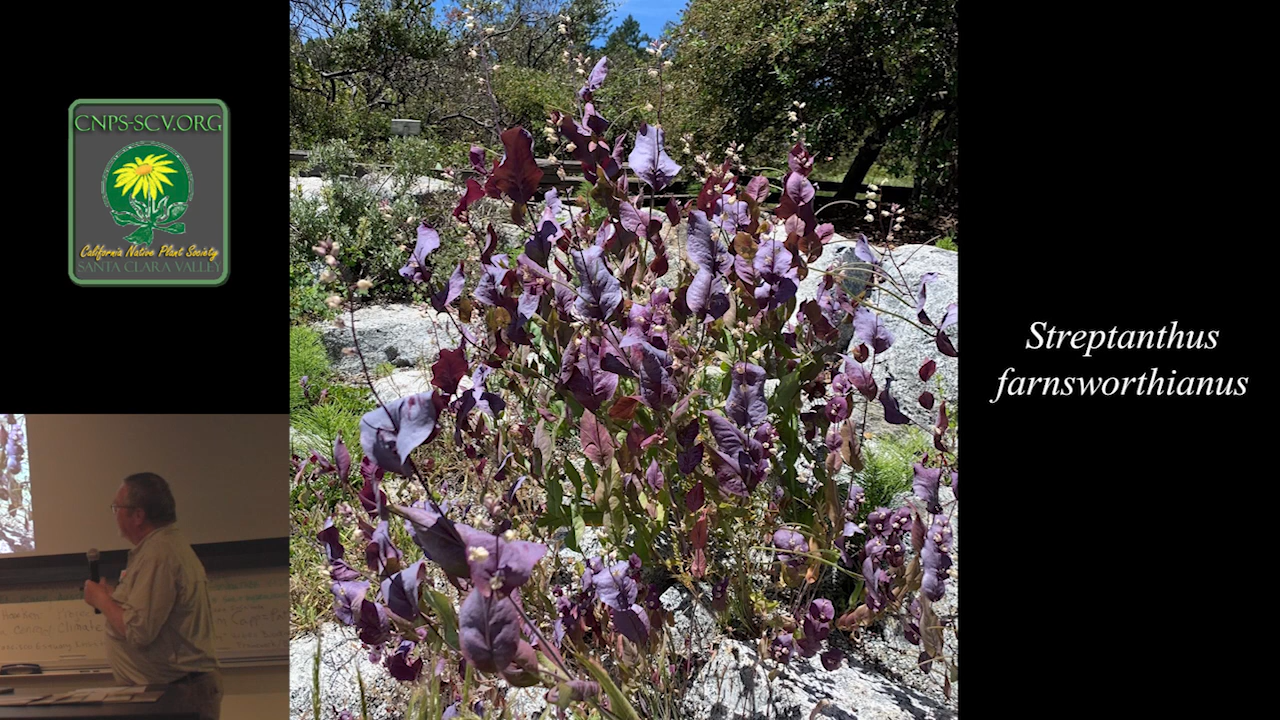 CNPS-SCV.ORG
California Native Plant Society
SANTA CLARA VALLEY
Streptanthus
farnsworthianus